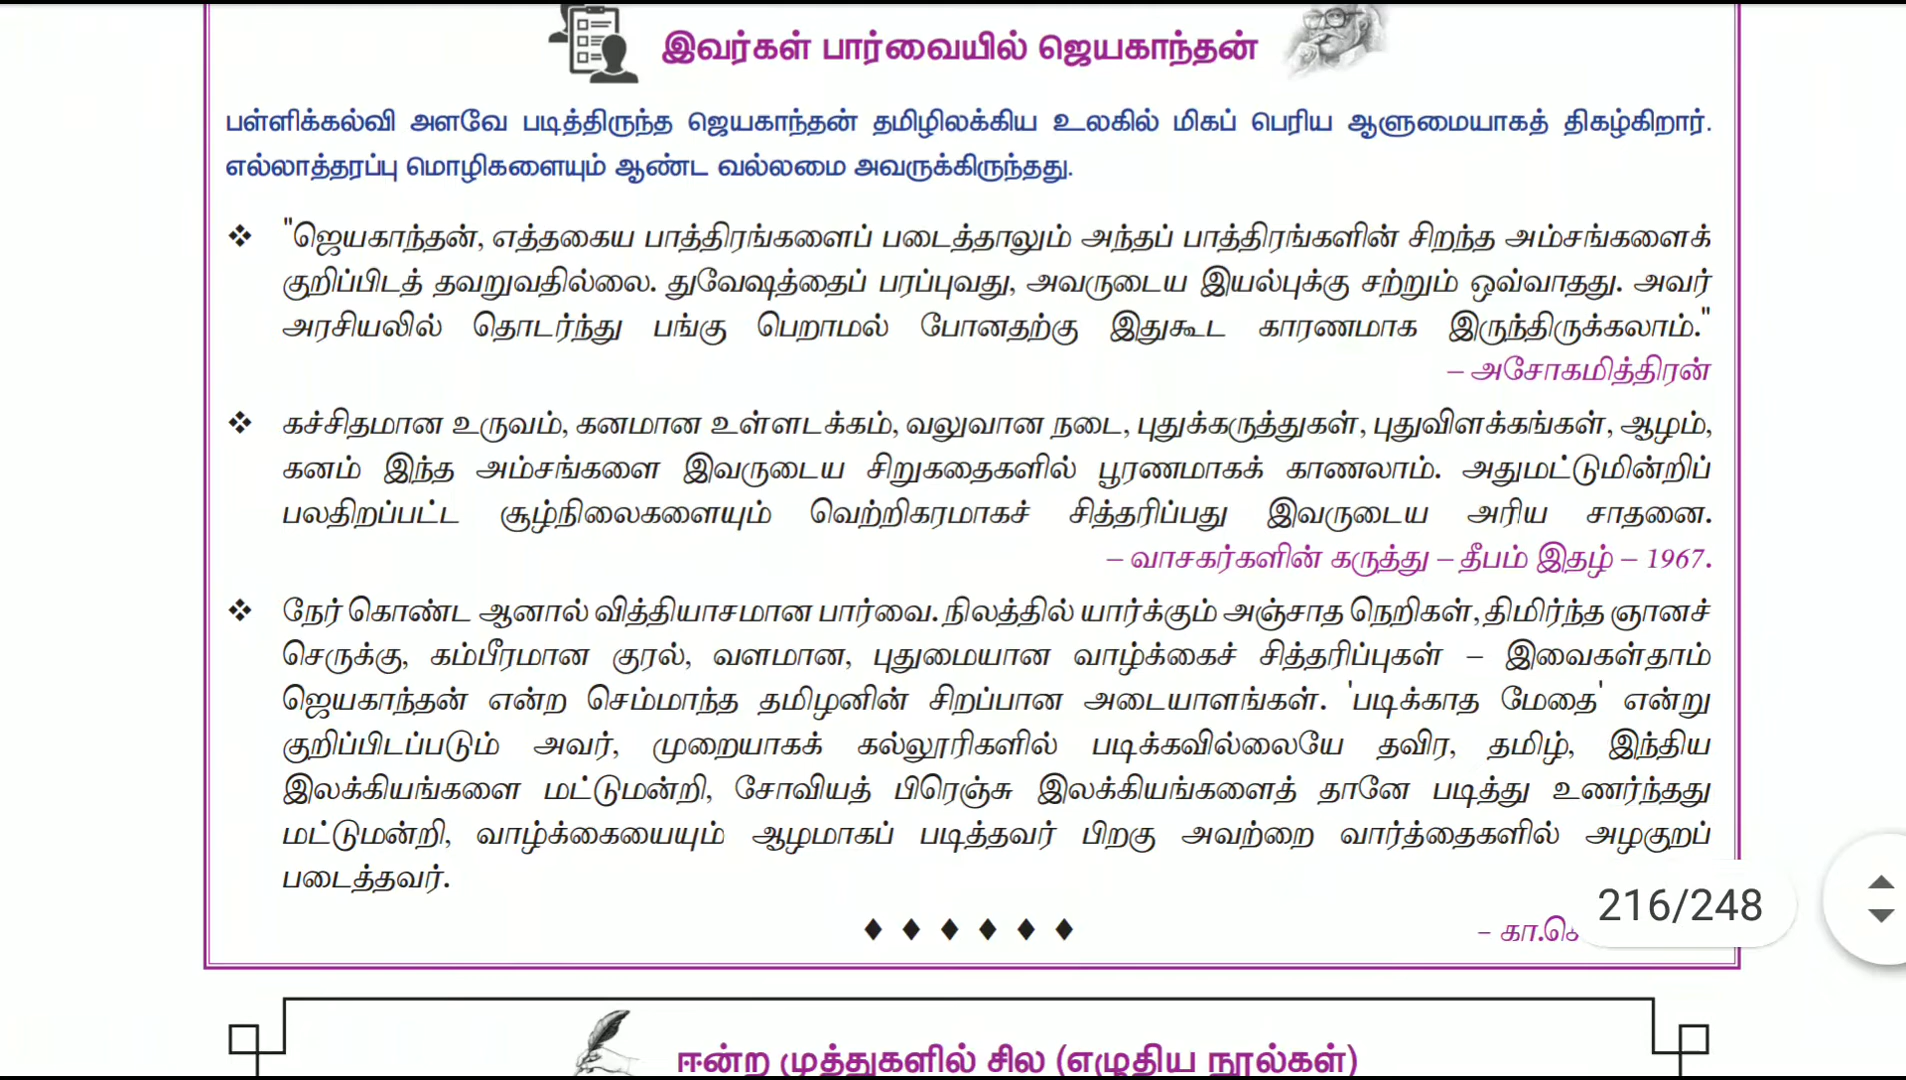 இவர்கள் பார்வையில் ஜெயகாந்தன்
பள்ளிக்கல்வி அளவே படித்திருந்த ஜெயகாந்தன் தமிழிலக்கிய உலகில் மிகப் பெரிய ஆளுமையாகத் திகழ்கிறார்.
எல்லாத்தரப்பு மொழிகளையும் ஆண்ட வல்லமை அவருக்கிருந்தது.
❖ "ஜெயகாந்தன், எத்தகைய பாத்திரங்களைப் படைத்தாலும் அந்தப் பாத்திரங்களின் சிறந்த அம்சங்களைக்
குறிப்பிடத் தவறுவதில்லை. துவேஷத்தைப் பரப்புவது, அவருடைய இயல்புக்கு சற்றும் ஒவ்வாதது. அவர்
அரசியலில் தொடர்ந்து பங்கு பெறாமல் போனதற்கு இதுகூட காரணமாக இருந்திருக்கலாம்."
– அசோகமித்திரன்
❖ கச்சிதமான உருவம், கனமான உள்ளடக்கம், வலுவான நடை, புதுக்கருத்துகள், புதுவிளக்கங்கள், ஆழம்,
கனம் இந்த அம்சங்களை இவருடைய சிறுகதைகளில் பூரணமாகக் காணலாம். அதுமட்டுமின்றிப்
பலதிறப்பட்ட சூழ்நிலைகளையும் வெற்றிகரமாகச் சித்தரிப்பது இவருடைய அரிய சாதனை.
– வாசகர்களின் கருத்து – தீபம் இதழ் – 1967.
❖ நேர் கொண்ட ஆனால் வித்தியாசமான பார்வை. நிலத்தில் யார்க்கும் அஞ்சாத நெறிகள், திமிர்ந்த ஞானச்
செருக்கு, கம்பீரமான குரல், வளமான, புதுமையான வாழ்க்கைச் சித்தரிப்புகள் – இவைகள்தாம்
ஜெயகாந்தன் என்ற செம்மாந்த தமிழனின் சிறப்பான அடையாளங்கள். 'படிக்காத மேதை' என்று
குறிப்பிடப்படும் அவர், முறையாகக் கல்லூரிகளில் படிக்கவில்லையே தவிர, தமிழ், இந்திய
இலக்கியங்களை மட்டுமன்றி, சோவியத் பிரெஞ்சு இலக்கியங்களைத் தானே படித்து உணர்ந்தது
மட்டுமன்றி, வாழ்க்கையையும் ஆழமாகப் படித்தவர் பிறகு அவற்றை வார்த்தைகளில் அழகுறப்
படைத்தவர்.
216/248
– கா.செ
ஈன்ற முத்துகளில் சில (எழுதிய நூல்கள்)